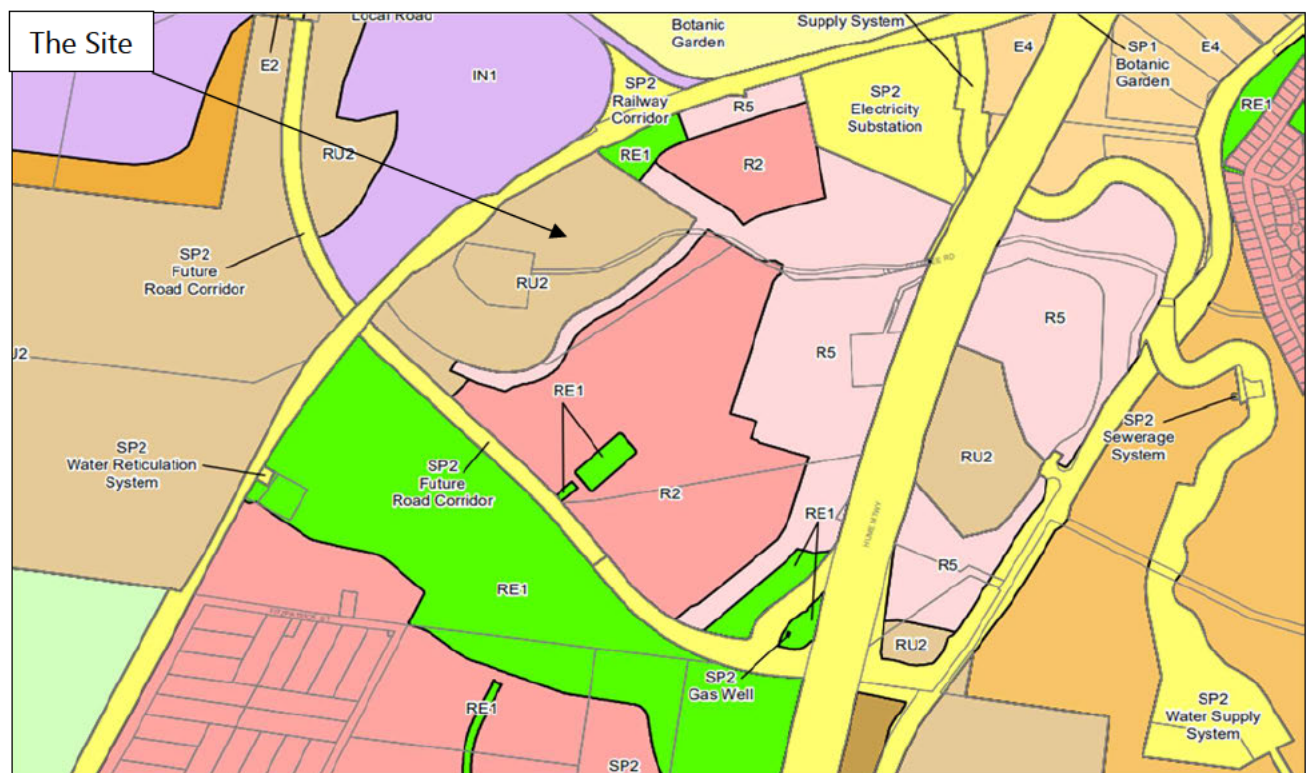 Local Road
The Site
E2
IN1
Botanic
Garden
Supply System
E4
SP1
Botanic
Garden
E4
SP2
Railway
Corridor
R5
SP2
Electricity
Substation
RE1
RU2
RE1
R2
SP2
Future
Road Corridor
RU2
R5
R5
RE1
SP2
Water Reticulation
System
SP2
Future
Road Corridor
R2
RE1
RU2
SP2
Sewerage
System
HUME HWY
RE1
R5
RU2
SP2
Gas Well
RE1
SP2
SP2
Water Supply
System